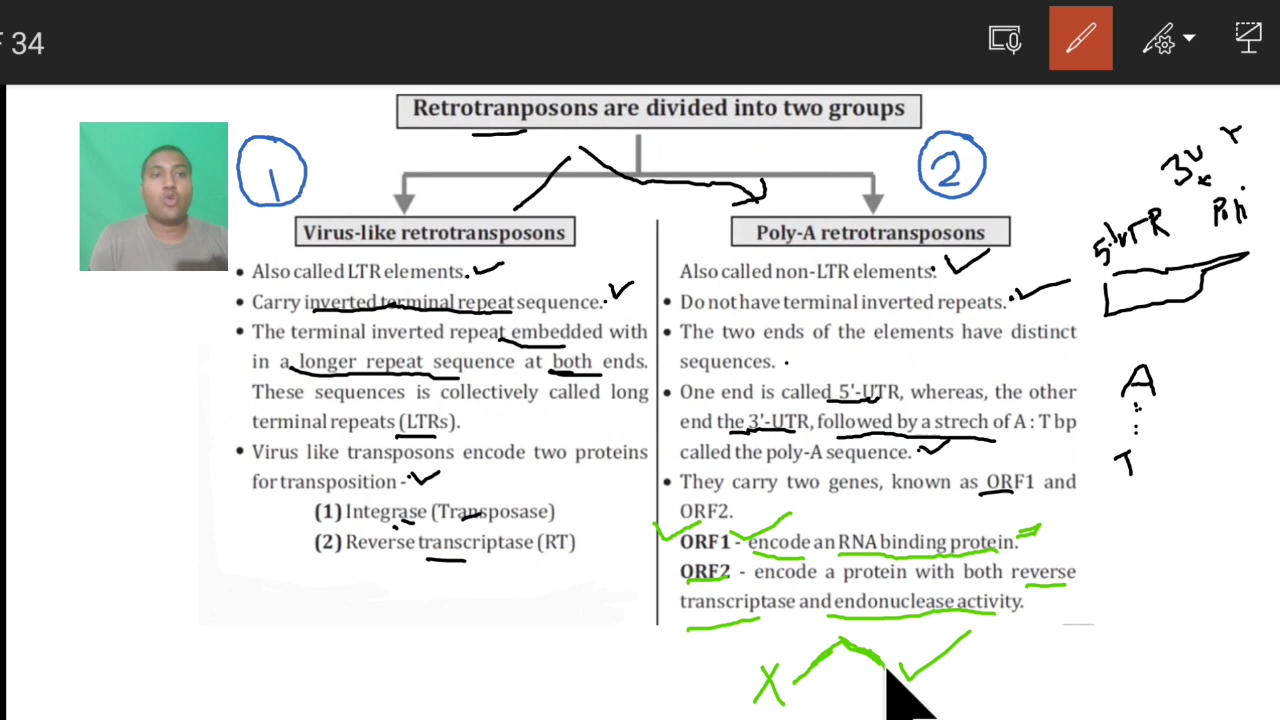 34
Retrotranposons are divided into two groups
1
2
Virus-like retrotransposons
• Also called LTR elements.
• Carry inverted terminal repeat sequence.
• The terminal inverted repeat embedded with
in a longer repeat sequence at both ends.
These sequences is collectively called long
terminal repeats (LTRs).
• Virus like transposons encode two proteins
for transposition -
(1) Integrase (Transposase)
(2) Reverse transcriptase (RT)
Poly-A retrotransposons
Also called non-LTR elements.
• Do not have terminal inverted repeats.
• The two ends of the elements have distinct
sequences.
• One end is called 5'-UTR, whereas, the other
end the 3'-UTR, followed by a strech of A : T bp
called the poly-A sequence.
• They carry two genes, known as ORF1 and
ORF2.
ORF1 - encode an RNA binding protein.
ORF2 - encode a protein with both reverse
transcriptase and endonuclease activity.
X
5'UTR
A
T